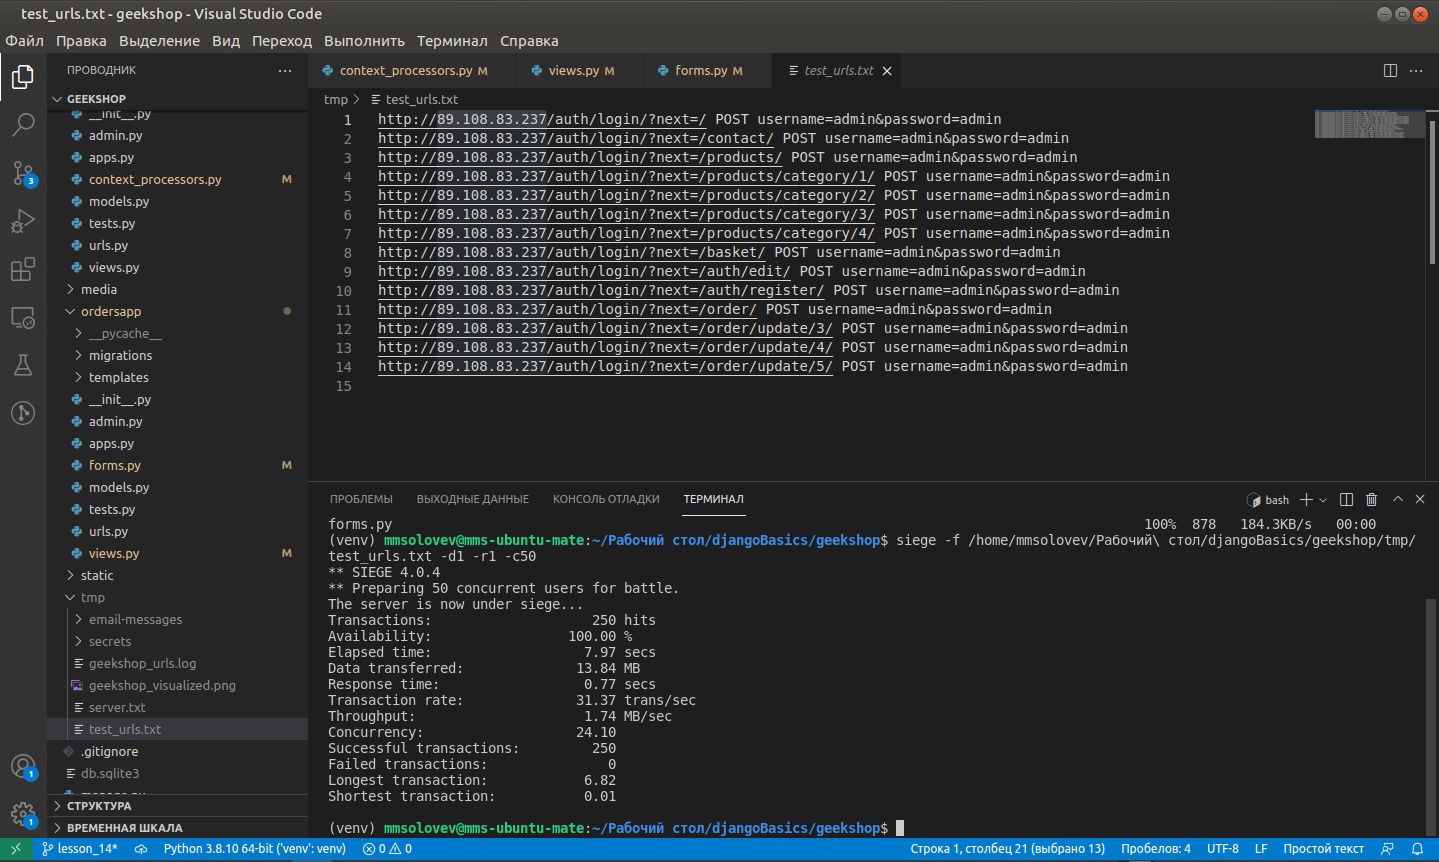 test_urls.txt - geekshop - Visual Studio Code
Файл Правка Выделение Вид Переход Выполнить Терминал Справка
ПРОВОДНИК
GEEKSHOP
__init__.py
admin.py
apps.py
context_processors.py M
models.py
tests.py
urls.py
views.py
media
ordersapp
__pycache__
migrations
templates
__init__.py
admin.py
apps.py
forms.py M
models.py
tests.py
urls.py
views.py M
static
tmp
email-messages
secrets
geekshop_urls.log
geekshop_visualized.png
server.txt
test_urls.txt
.gitignore
db.sqlite3
manage.py
СТРУКТУРА
ВРЕМЕННАЯ ШКАЛА
3
1
1
context_processors.py M views.py M forms.py M test_urls.txt
tmp > test_urls.txt
1 http://89.108.83.237/auth/login/?next=/ POST username=admin&password=admin
2 http://89.108.83.237/auth/login/?next=/contact/ POST username=admin&password=admin
3 http://89.108.83.237/auth/login/?next=/products/ POST username=admin&password=admin
4 http://89.108.83.237/auth/login/?next=/products/category/1/ POST username=admin&password=admin
5 http://89.108.83.237/auth/login/?next=/products/category/2/ POST username=admin&password=admin
6 http://89.108.83.237/auth/login/?next=/products/category/3/ POST username=admin&password=admin
7 http://89.108.83.237/auth/login/?next=/products/category/4/ POST username=admin&password=admin
8 http://89.108.83.237/auth/login/?next=/basket/ POST username=admin&password=admin
9 http://89.108.83.237/auth/login/?next=/auth/edit/ POST username=admin&password=admin
10 http://89.108.83.237/auth/login/?next=/auth/register/ POST username=admin&password=admin
11 http://89.108.83.237/auth/login/?next=/order/ POST username=admin&password=admin
12 http://89.108.83.237/auth/login/?next=/order/update/3/ POST username=admin&password=admin
13 http://89.108.83.237/auth/login/?next=/order/update/4/ POST username=admin&password=admin
14 http://89.108.83.237/auth/login/?next=/order/update/5/ POST username=admin&password=admin
15
ПРОБЛЕМЫ ВЫХОДНЫЕ ДАННЫЕ КОНСОЛЬ ОТЛАДКИ ТЕРМИНАЛ bash
forms.py 100% 878 184.3KB/s 00:00
(venv) mmsolovev@mms-ubuntu-mate:~/Рабочий стол/djangoBasics/geekshop$ siege -f /home/mmsolovev/Рабочий\ стол/djangoBasics/geekshop/tmp/
test_urls.txt -d1 -r1 -c50
** SIEGE 4.0.4
** Preparing 50 concurrent users for battle.
The server is now under siege...
Transactions: 250 hits
Availability: 100.00 %
Elapsed time: 7.97 secs
Data transferred: 13.84 MB
Response time: 0.77 secs
Transaction rate: 31.37 trans/sec
Throughput: 1.74 MB/sec
Concurrency: 24.10
Successful transactions: 250
Failed transactions: 0
Longest transaction: 6.82
Shortest transaction: 0.01
(venv) mmsolovev@mms-ubuntu-mate:~/Рабочий стол/djangoBasics/geekshop$
lesson_14* Python 3.8.10 64-bit ('venv': venv) 0 0 Строка 1, столбец 21 (выбрано 13) Пробелов: 4 UTF-8 LF Простой текст